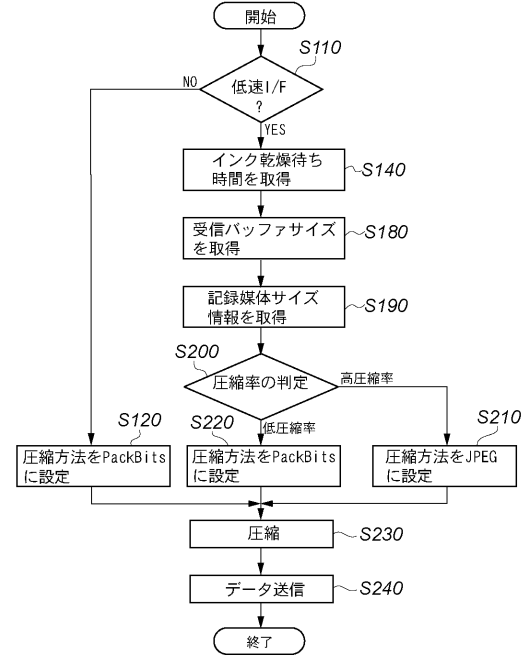 開始
S110
低速I/F
?
NO
YES
インク乾燥待ち
時間を取得
S140
受信バッファサイズ
を取得
S180
記録媒体サイズ
情報を取得
S190
S200
圧縮率の判定
高圧縮率
低圧縮率
S120
圧縮方法をPackBits
に設定
S220
圧縮方法をPackBits
に設定
S210
圧縮方法をJPEG
に設定
圧縮
S230
データ送信
S240
終了